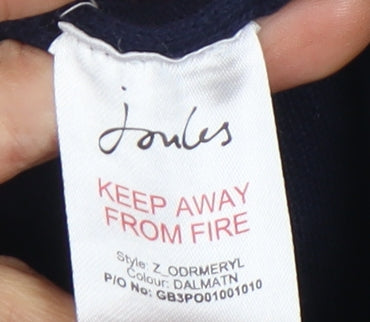 Joules
KEEP AWAY
FROM FIRE
Style: Z_ODRMERYL
Colour: DALMATN
P/O No: GB3PO01001010